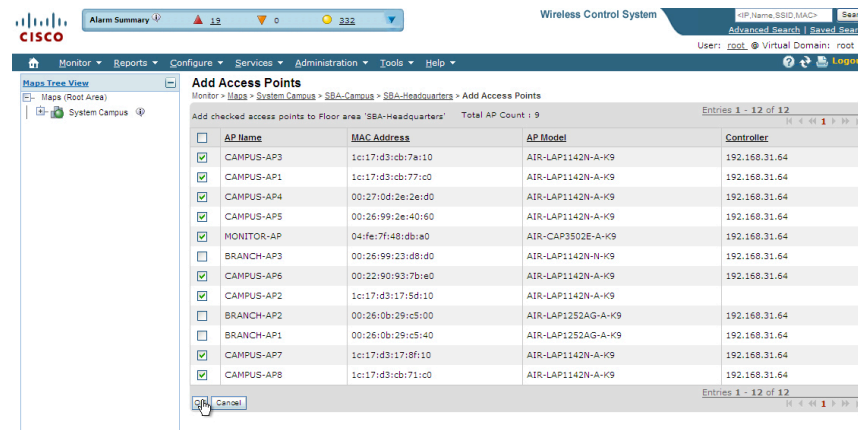 Wireless Control System
<IP,Name,SSID,MAC> Sear
Alarm Summary 19 0 332
CISCO
Advanced Search | Saved Sear
User: root @ Virtual Domain: root
Monitor Reports Configure Services Administration Tools Help Logo
Maps Tree View
Maps (Root Area)
System Campus
Add Access Points
Monitor > Maps > System Campus > SBA-Campus > SBA-Headquarters > Add Access Points
Add checked access points to Floor area 'SBA-Headquarters' Total AP Count : 9
Entries 1 - 12 of 12
1
AP Name MAC Address AP Model Controller
CAMPUS-AP3 1c:17:d3:cb:7a:10 AIR-LAP1142N-A-K9 192.168.31.64
CAMPUS-AP1 1c:17:d3:cb:77:c0 AIR-LAP1142N-A-K9 192.168.31.64
CAMPUS-AP4 00:27:0d:2e:2e:d0 AIR-LAP1142N-A-K9 192.168.31.64
CAMPUS-AP5 00:26:99:2e:40:60 AIR-LAP1142N-A-K9 192.168.31.64
MONITOR-AP 04:fe:7f:48:db:a0 AIR-CAP3502E-A-K9 192.168.31.64
BRANCH-AP3 00:26:99:23:d8:d0 AIR-LAP1142N-N-K9 192.168.31.64
CAMPUS-AP6 00:22:90:93:7b:e0 AIR-LAP1142N-A-K9 192.168.31.64
CAMPUS-AP2 1c:17:d3:17:5d:10 AIR-LAP1142N-A-K9
BRANCH-AP2 00:26:0b:29:c5:00 AIR-LAP1252AG-A-K9 192.168.31.64
BRANCH-AP1 00:26:0b:29:c5:40 AIR-LAP1252AG-A-K9 192.168.31.64
CAMPUS-AP7 1c:17:d3:17:8f:10 AIR-LAP1142N-A-K9 192.168.31.64
CAMPUS-AP8 1c:17:d3:cb:71:c0 AIR-LAP1142N-A-K9 192.168.31.64
Cancel
Entries 1 - 12 of 12
1